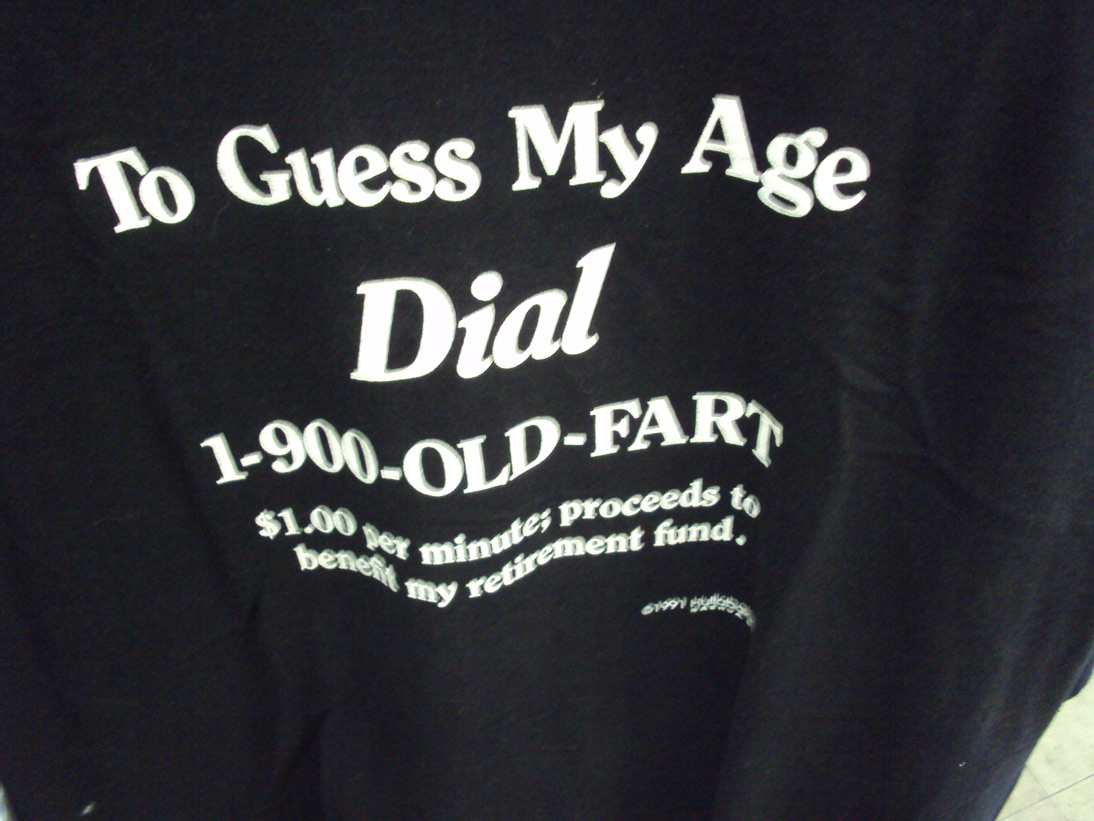 To Guess My Age
Dial
1-900-OLD-FART
$1.00 per minute; proceeds to
benefit my retirement fund.
©1991